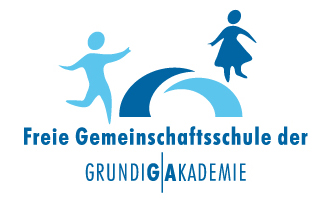 Freie Gemeinschaftsschule der
GRUNDIG|AKADEMIE